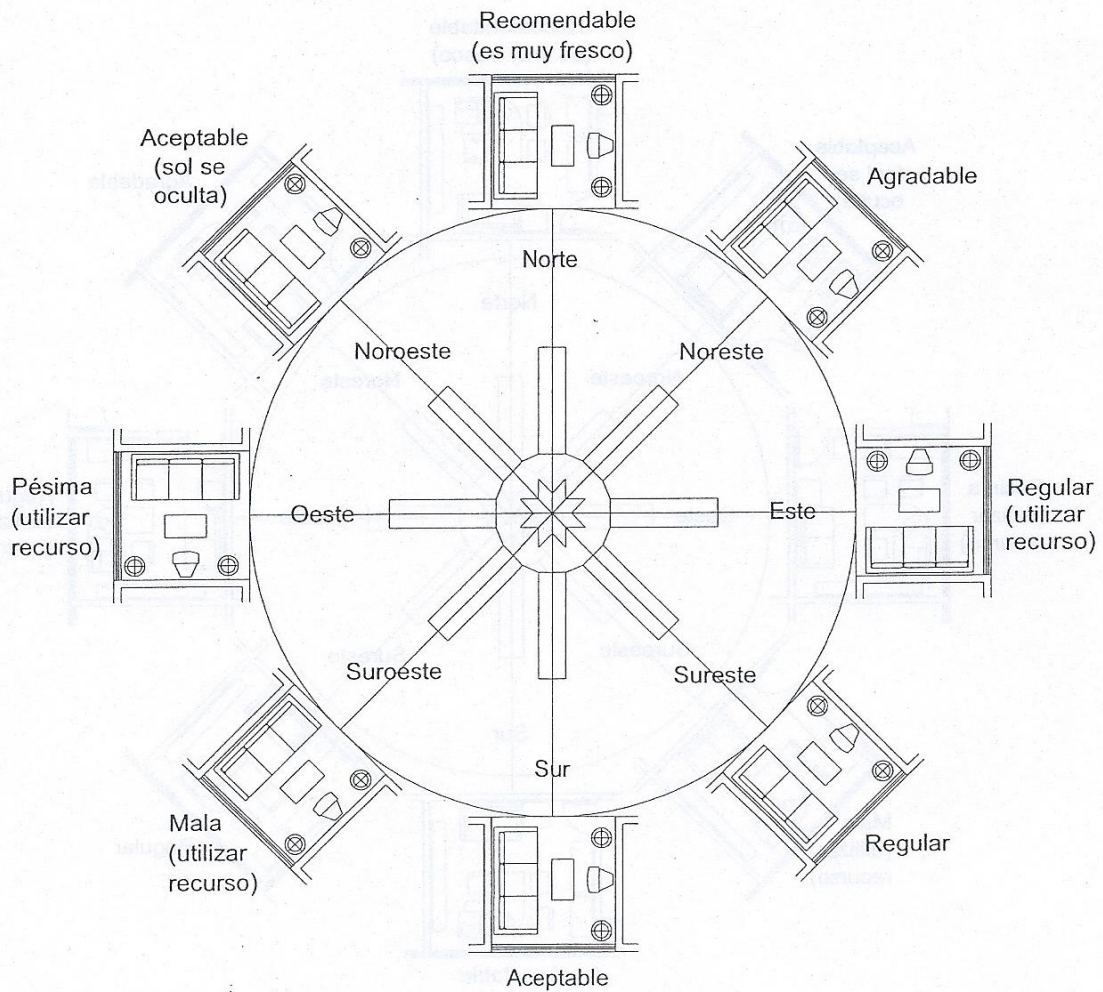 Recomendable
(es muy fresco)
Aceptable
(sol se
oculta)
Agradable
Norte
Noroeste
Noreste
Pésima
(utilizar
recurso)
Oeste
Este
Regular
(utilizar
recurso)
Suroeste
Sureste
Sur
Mala
(utilizar
recurso)
Regular
Aceptable